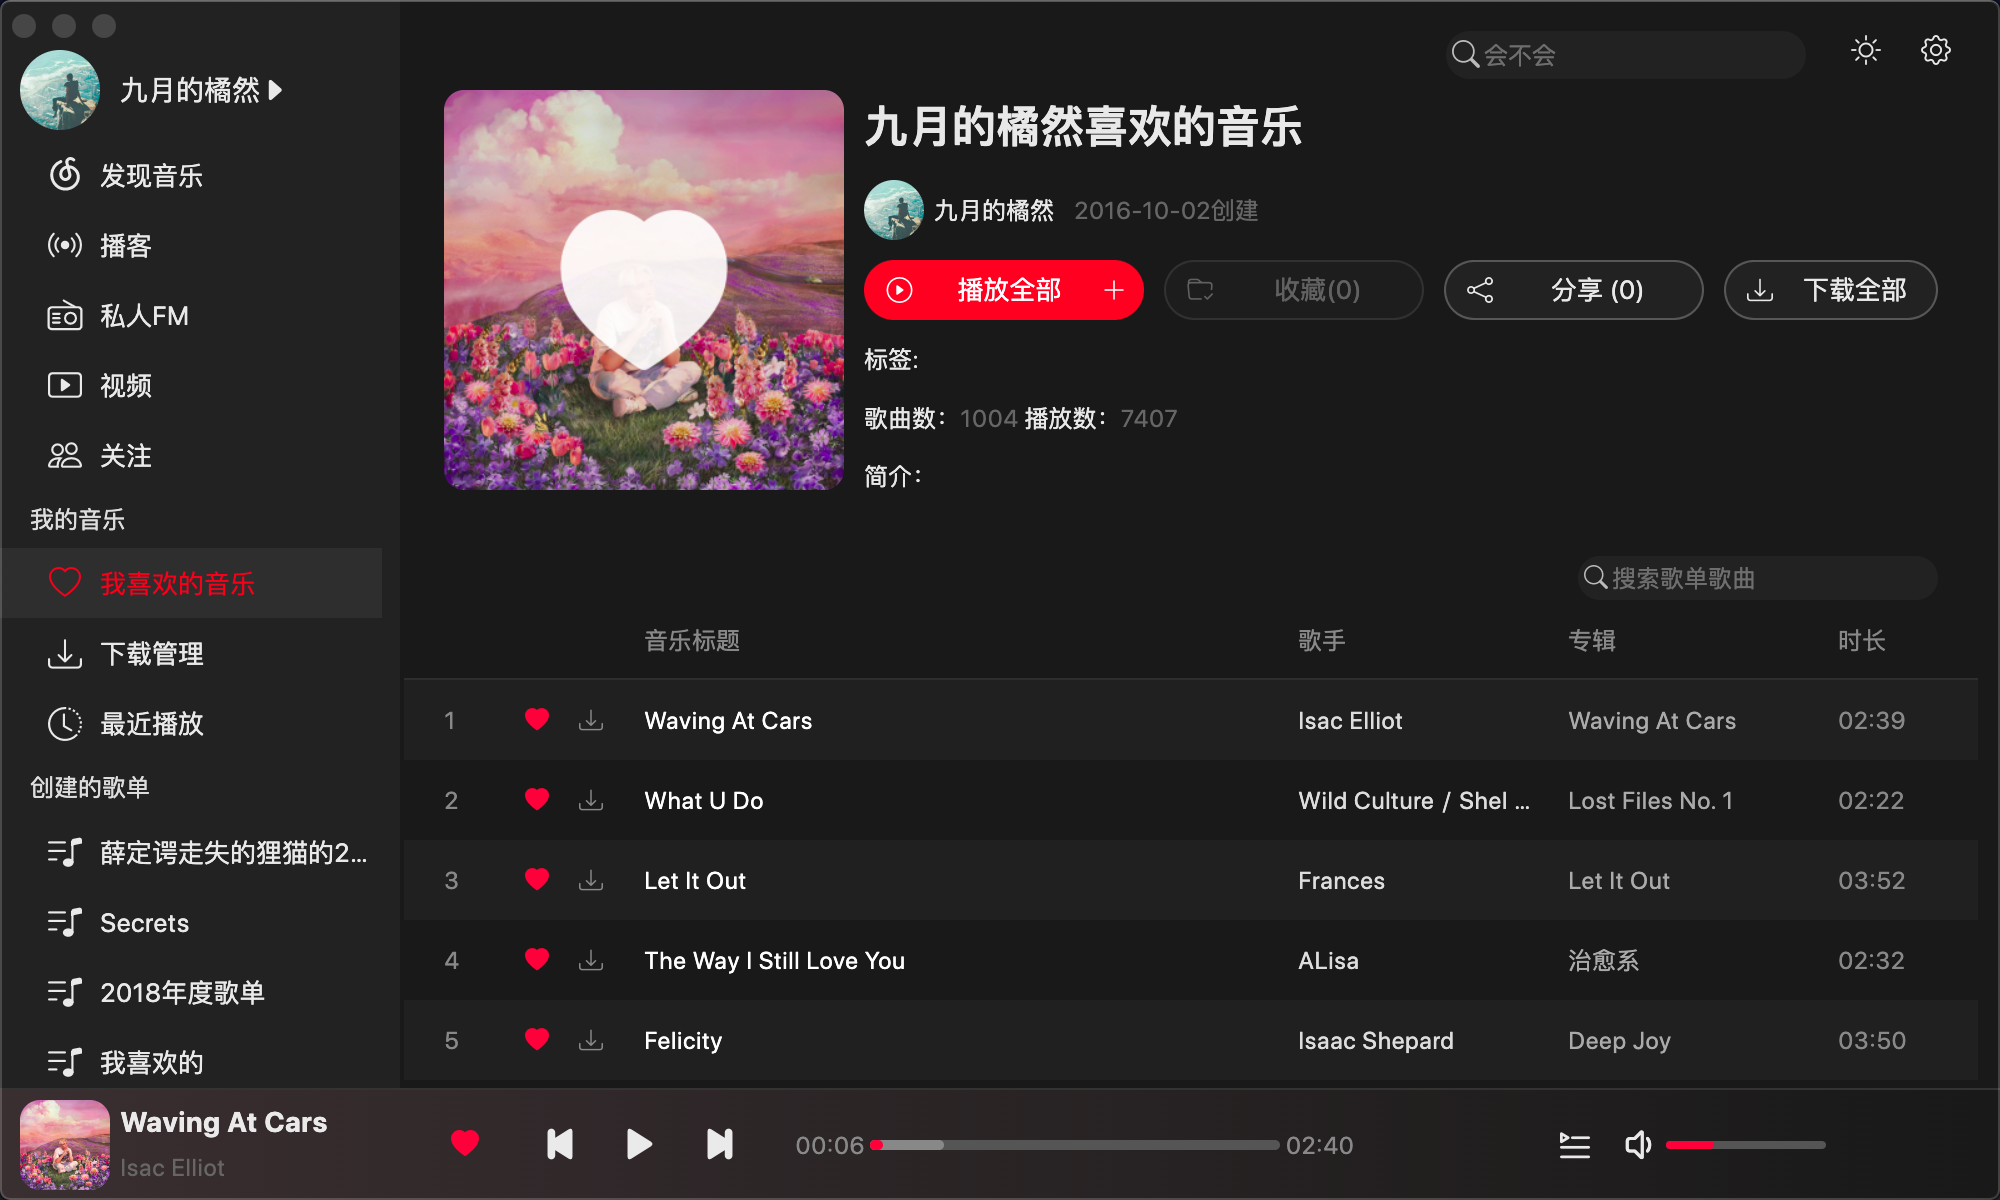 九月的橘然
发现音乐
播客
私人FM
视频
关注
我的音乐
我喜欢的音乐
下载管理
最近播放
创建的歌单
薛定谔走失的狸猫的2...
Secrets
2018年度歌单
我喜欢的
会不会
九月的橘然喜欢的音乐
九月的橘然 2016-10-02创建
播放全部 收藏(0) 分享 (0) 下载全部
标签:
歌曲数： 1004 播放数： 7407
简介：
搜索歌单歌曲
音乐标题 歌手 专辑 时长
1 Waving At Cars Isac Elliot Waving At Cars 02:39
2 What U Do Wild Culture / Shel ... Lost Files No. 1 02:22
3 Let It Out Frances Let It Out 03:52
4 The Way I Still Love You ALisa 治愈系 02:32
5 Felicity Isaac Shepard Deep Joy 03:50
Waving At Cars
Isac Elliot
00:06 02:40